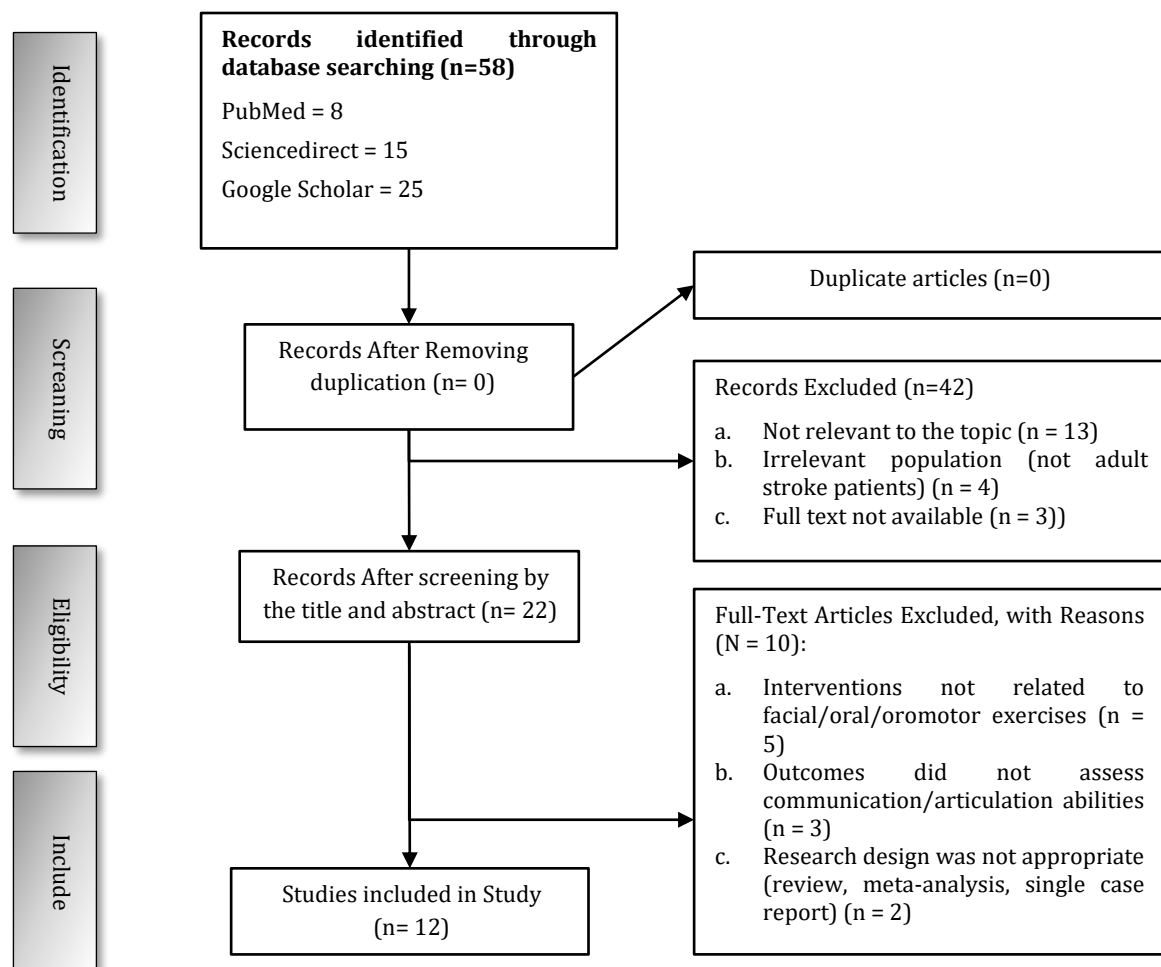 Identification
Records identified through
database searching (n=58)
PubMed = 8
Sciencedirect = 15
Google Scholar = 25
Duplicate articles (n=0)
Screaning
Records After Removing
duplication (n= 0)
Records Excluded (n=42)
a. Not relevant to the topic (n = 13)
b. Irrelevant population (not adult
stroke patients) (n = 4)
c. Full text not available (n = 3))
Eligibility
Records After screening by
the title and abstract (n= 22)
Full-Text Articles Excluded, with Reasons
(N = 10):
a. Interventions not related to
facial/oral/oromotor exercises (n =
5)
b. Outcomes did not assess
communication/articulation abilities
(n = 3)
c. Research design was not appropriate
(review, meta-analysis, single case
report) (n = 2)
Include
Studies included in Study
(n= 12)